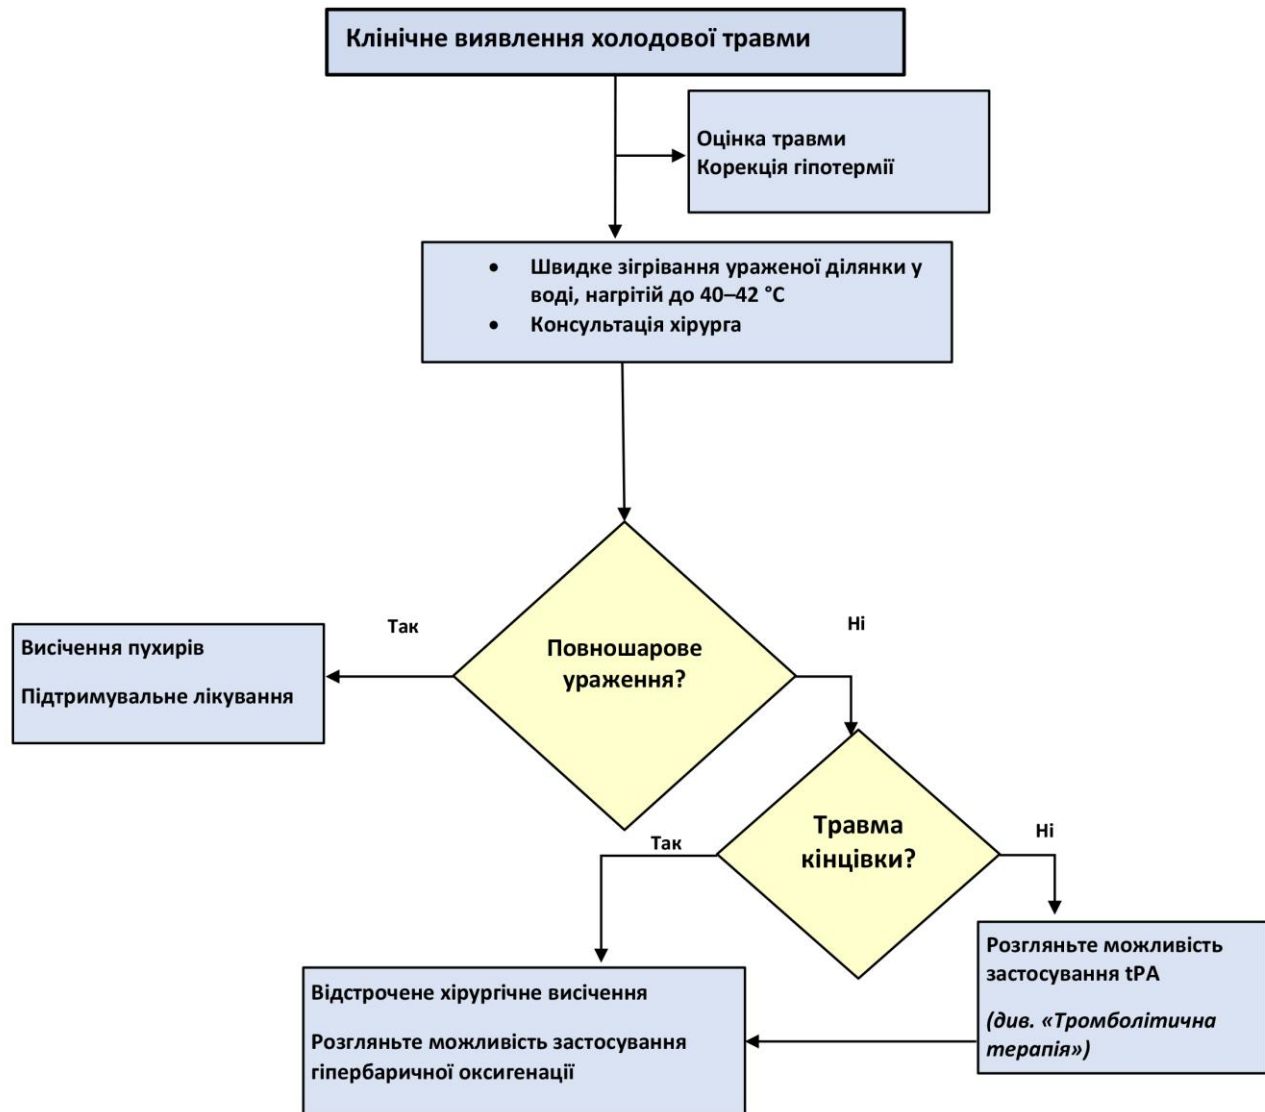 Клінічне виявлення холодової травми
Оцінка травми
Корекція гіпотермії
• Швидке зігрівання ураженої ділянки у
воді, нагрітій до 40–42 °C
• Консультація хірурга
Так
Ні
Повношарове
ураження?
Висічення пухирів
Підтримувальне лікування
Травма
кінцівки?
Так
Ні
Розгляньте можливість
застосування tPA
(див. «Тромболітична
терапія»)
Відстрочене хірургічне висічення
Розгляньте можливість застосування
гіпербаричної оксигенації